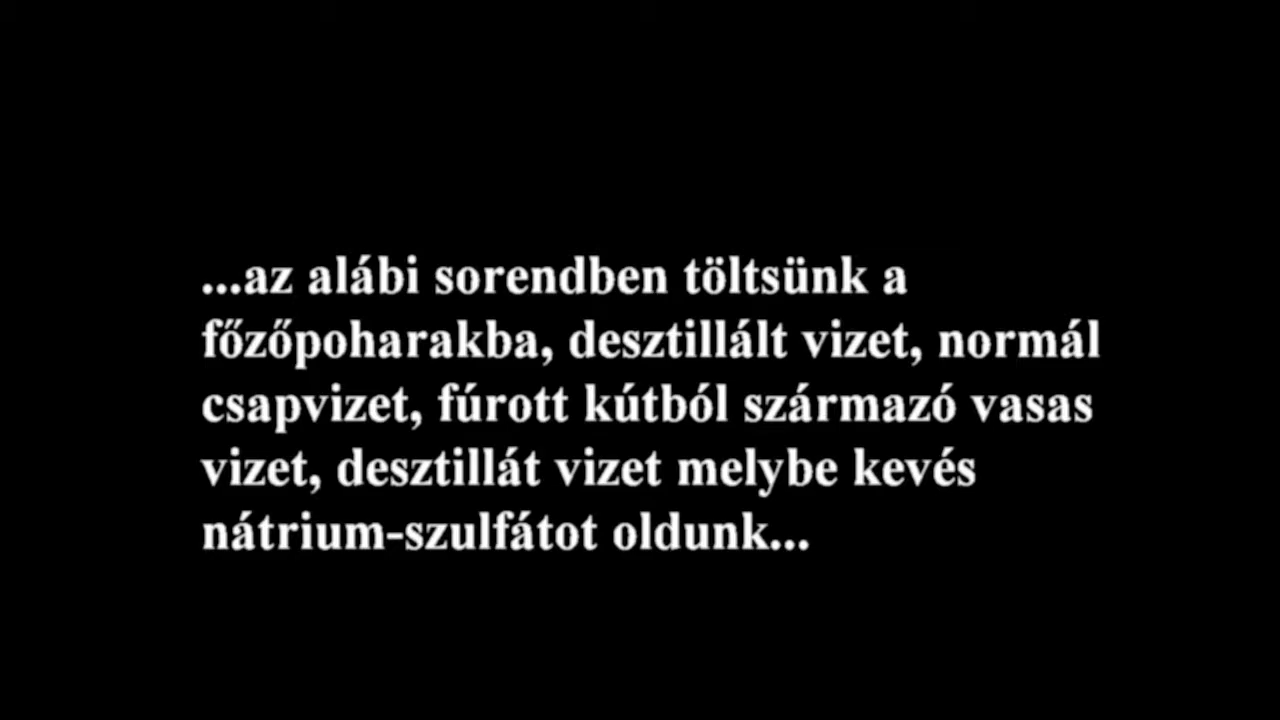 ...az alábi sorendben töltsünk a
főzőpoharakba, desztillált vizet, normál
csapvizet, fúrott kútból származó vasas
vizet, desztillát vizet melybe kevés
nátrium-szulfátot oldunk...